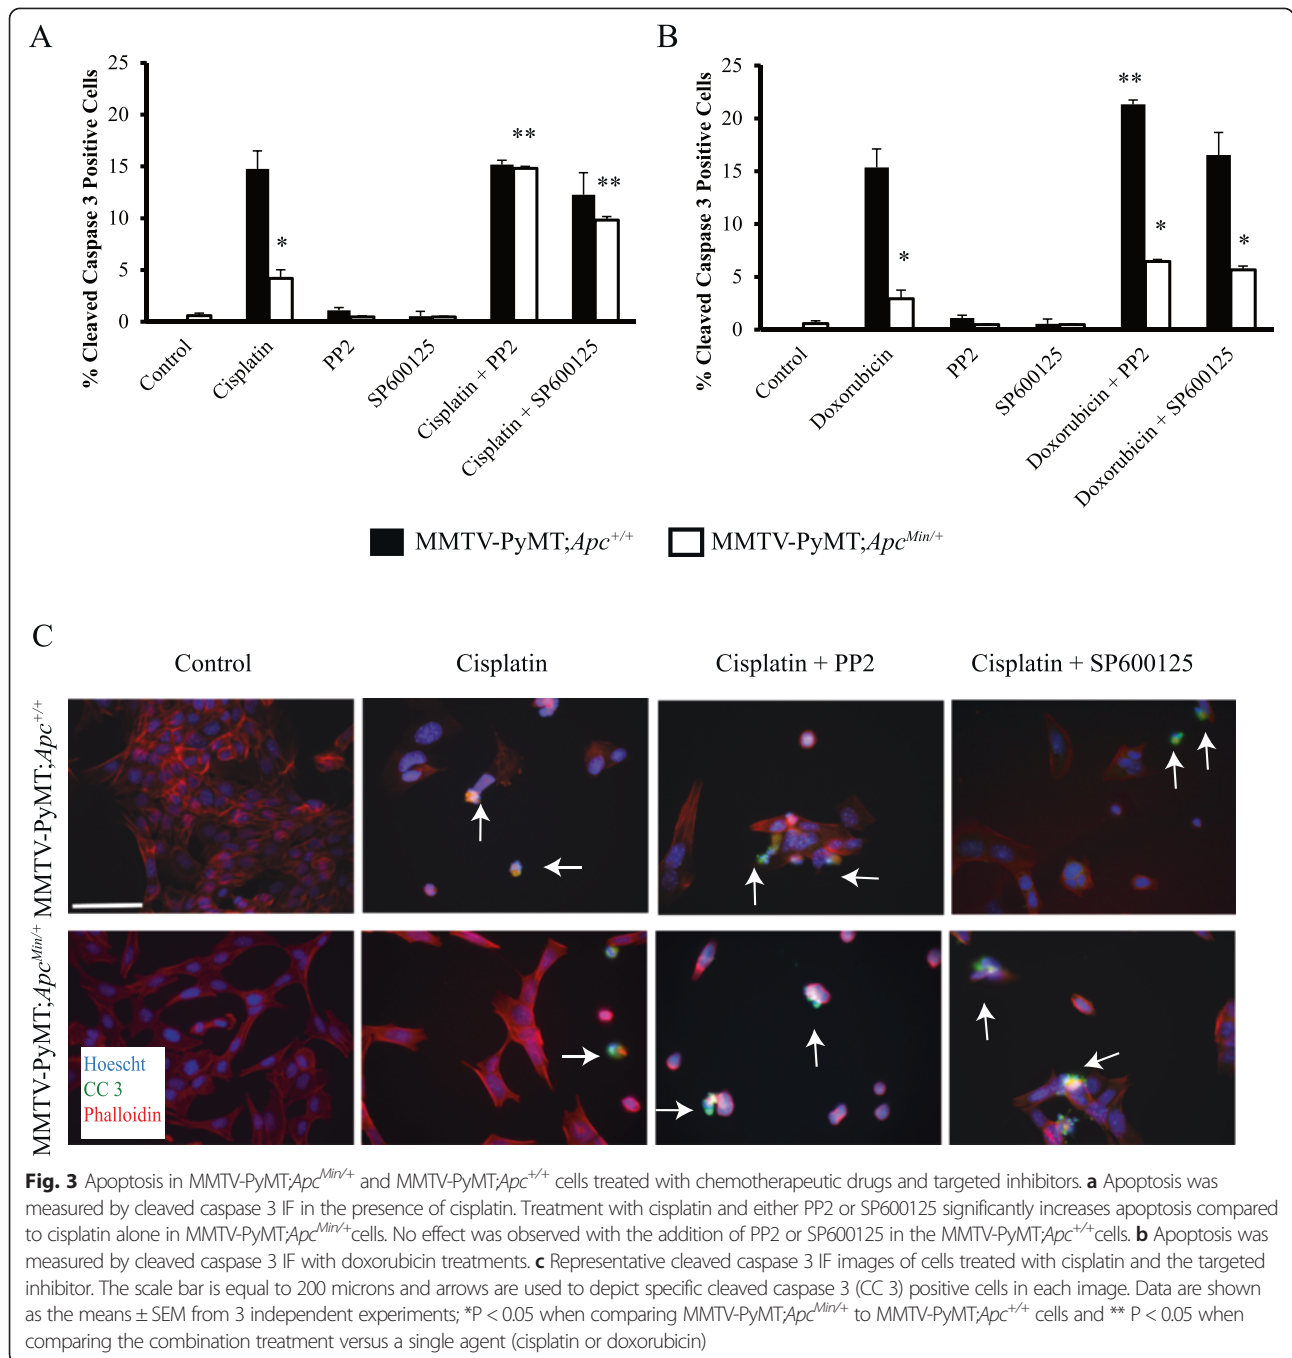 A
B
% Cleaved Caspase 3 Positive Cells
25
20
15
10
5
0
*
**
**
Control
Cisplatin
PP2
SP600125
Cisplatin + PP2
Cisplatin + SP600125
% Cleaved Caspase 3 Positive Cells
25
20
15
10
5
0
*
**
*
*
Control
Doxorubicin
PP2
SP600125
Doxorubicin + PP2
Doxorubicin + SP600125
MMTV-PyMT;Apc+/+
MMTV-PyMT;ApcMin/+
C
Control
Cisplatin
Cisplatin + PP2
Cisplatin + SP600125
MMTV-PyMT;Apc+/+
MMTV-PyMT;ApcMin/+
Hoescht
CC 3
Phalloidin
Fig. 3 Apoptosis in MMTV-PyMT;ApcMin/+ and MMTV-PyMT;Apc+/+ cells treated with chemotherapeutic drugs and targeted inhibitors. a Apoptosis was
measured by cleaved caspase 3 IF in the presence of cisplatin. Treatment with cisplatin and either PP2 or SP600125 significantly increases apoptosis compared
to cisplatin alone in MMTV-PyMT;ApcMin/+cells. No effect was observed with the addition of PP2 or SP600125 in the MMTV-PyMT;Apc+/+cells. b Apoptosis was
measured by cleaved caspase 3 IF with doxorubicin treatments. c Representative cleaved caspase 3 IF images of cells treated with cisplatin and the targeted
inhibitor. The scale bar is equal to 200 microns and arrows are used to depict specific cleaved caspase 3 (CC 3) positive cells in each image. Data are shown
as the means ± SEM from 3 independent experiments; *P < 0.05 when comparing MMTV-PyMT;ApcMin/+ to MMTV-PyMT;Apc+/+ cells and ** P < 0.05 when
comparing the combination treatment versus a single agent (cisplatin or doxorubicin)